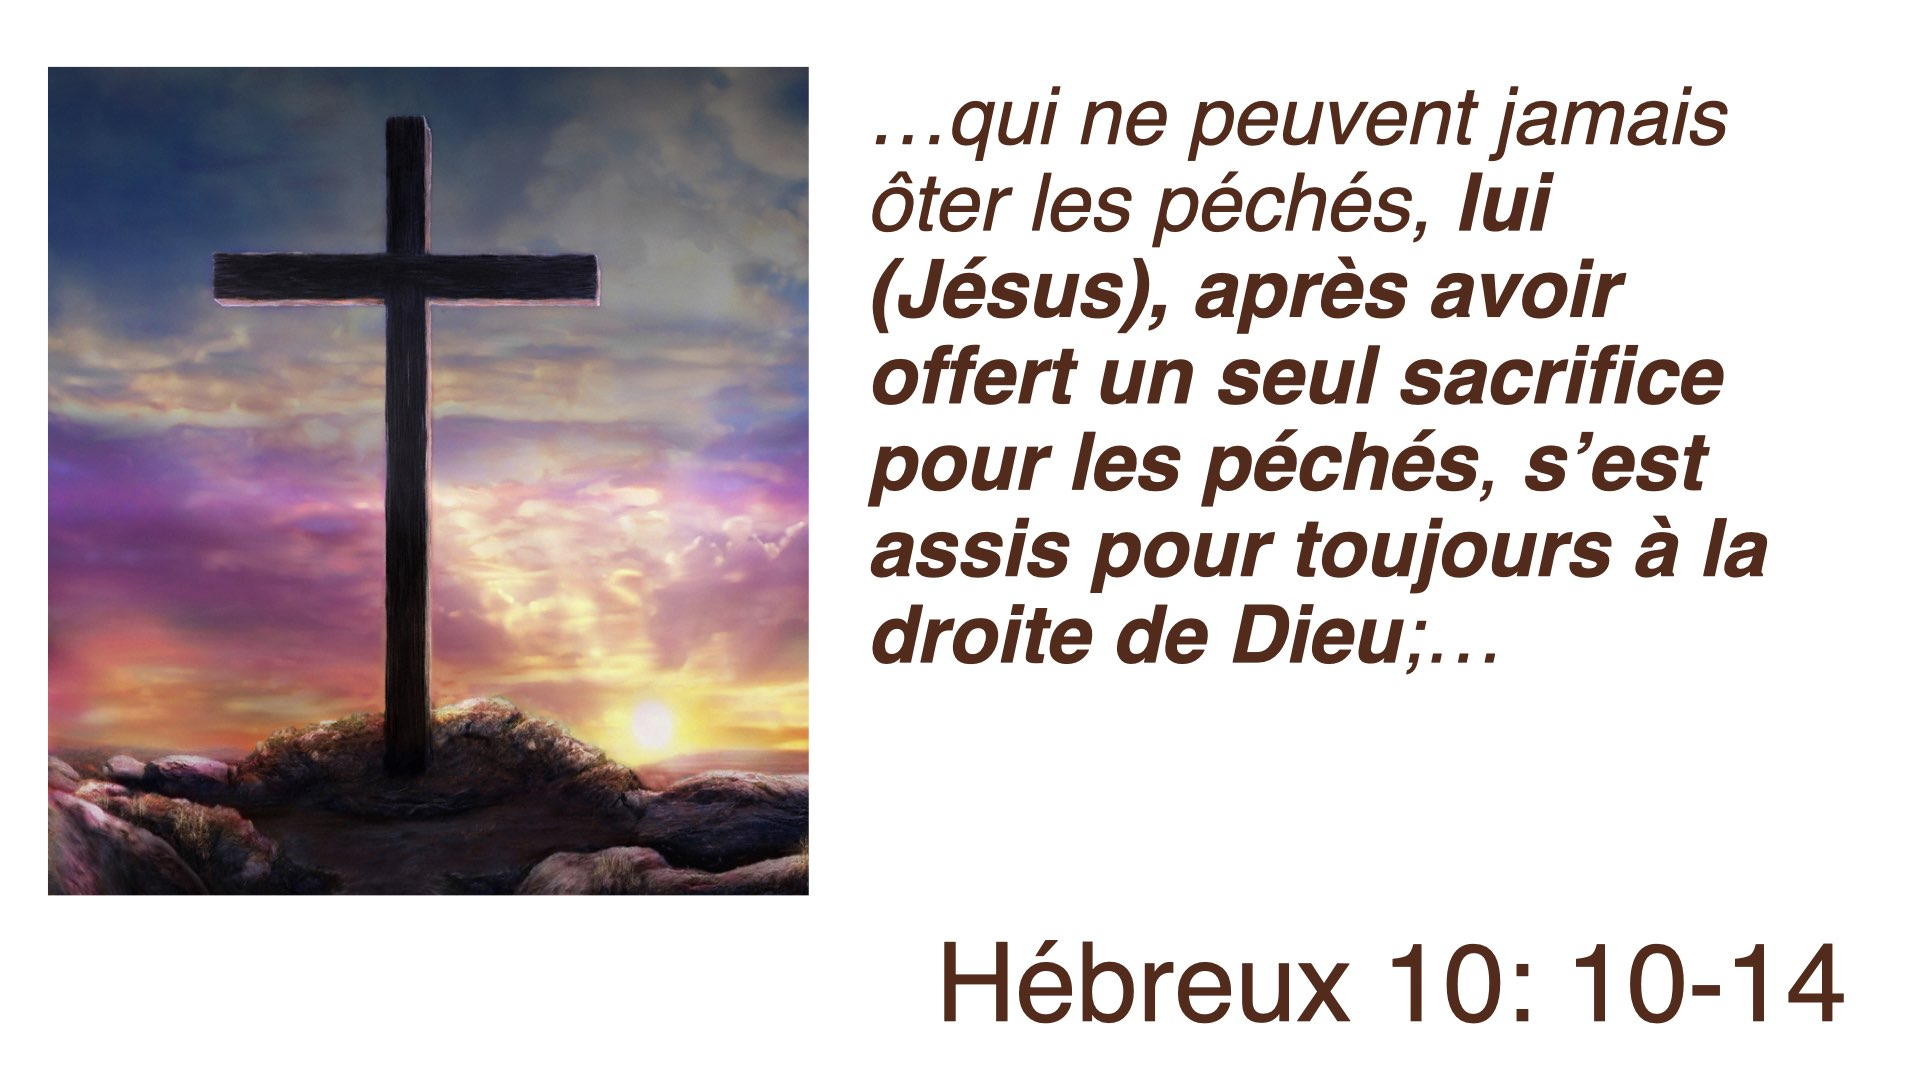 …qui ne peuvent jamais
ôter les péchés, lui
(Jésus), après avoir
offert un seul sacrifice
pour les péchés, s’est
assis pour toujours à la
droite de Dieu;…
Hébreux 10: 10-14